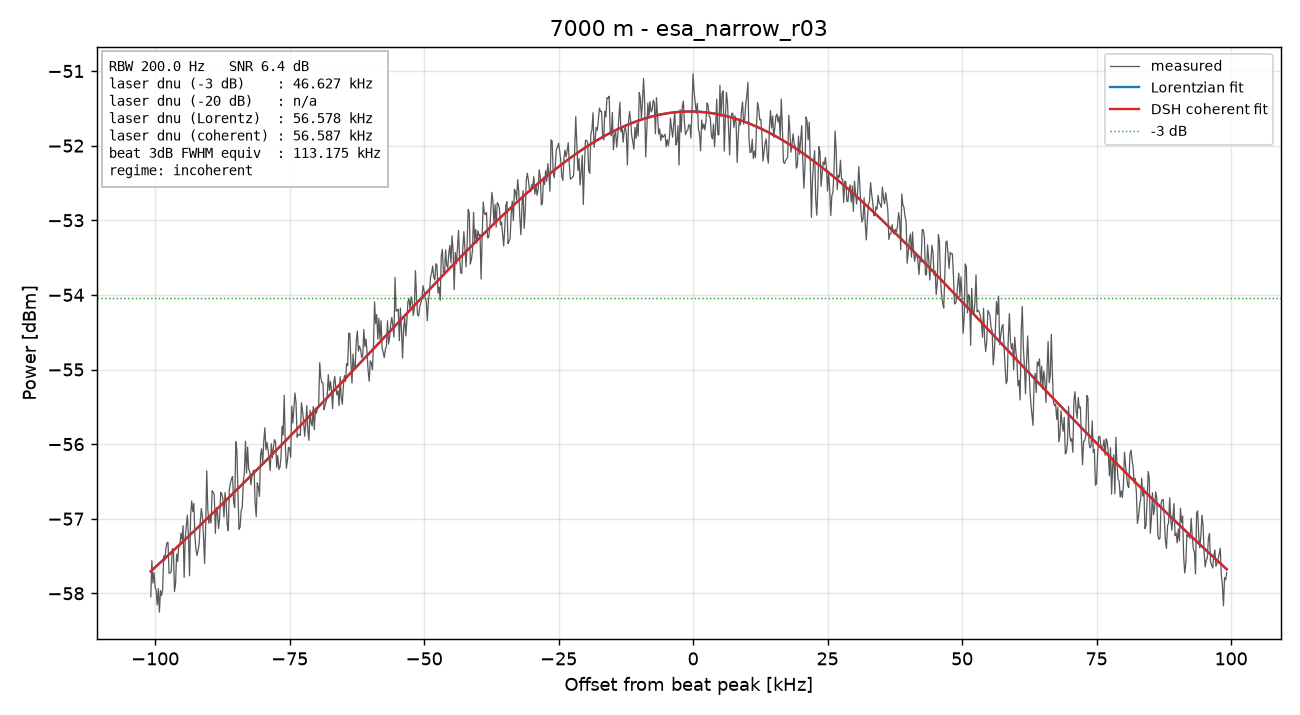 7000 m - esa_narrow_r03
RBW 200.0 Hz   SNR 6.4 dB
laser dnu (-3 dB)    : 46.627 kHz
laser dnu (-20 dB)   : n/a
laser dnu (Lorentz)  : 56.578 kHz
laser dnu (coherent) : 56.587 kHz
beat 3dB FWHM equiv  : 113.175 kHz
regime: incoherent
measured
Lorentzian fit
DSH coherent fit
-3 dB
Power [dBm]
−51
−52
−53
−54
−55
−56
−57
−58
−100 −75 −50 −25 0 25 50 75 100
Offset from beat peak [kHz]